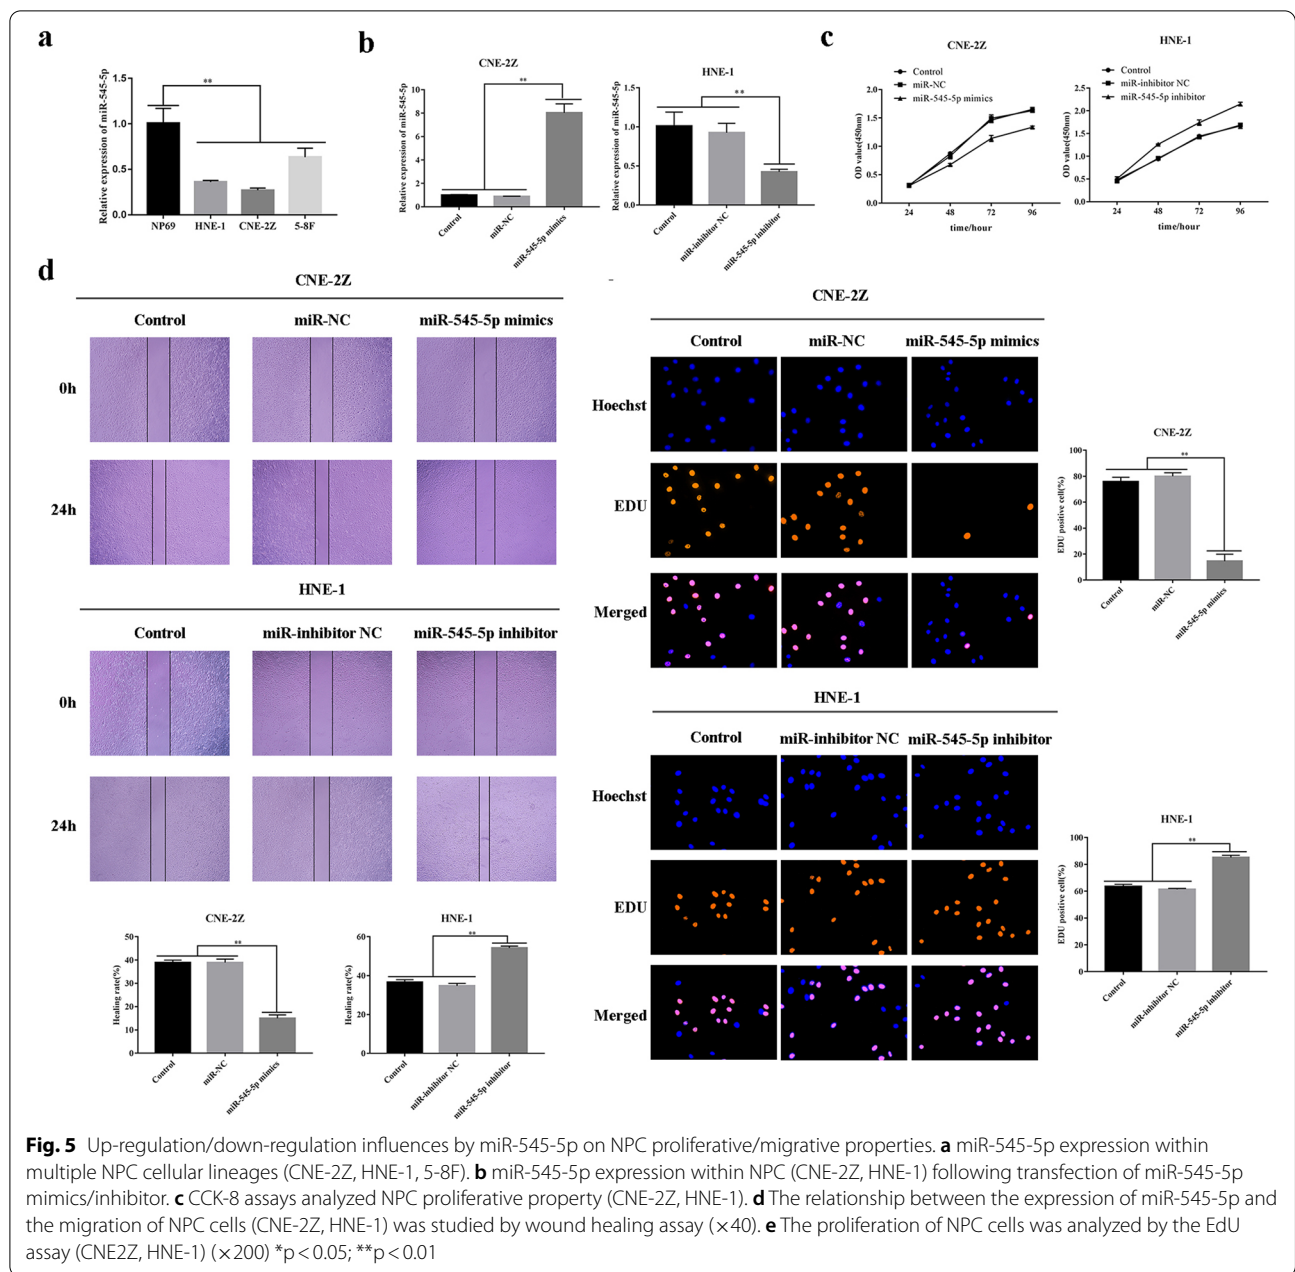 a
Relative expression of miR-545-5p
1.5
1.0
0.5
0.0
**
NP69 HNE-1 CNE-2Z 5-8F
b
CNE-2Z
Relative expression of miR-545-5p
10
8
6
4
2
0
**
Control
miR-NC
miR-545-5p mimics
HNE-1
Relative expression of miR-545-5p
1.5
1.0
0.5
0.0
**
Control
miR-inhibitor NC
miR-545-5p inhibitor
c
CNE-2Z
Control
miR-NC
miR-545-5p mimics
OD value(450nm)
2.0
1.5
1.0
0.5
0.0
24 48 72 96
time/hour
HNE-1
Control
miR-inhibitor NC
miR-545-5p inhibitor
OD value(450nm)
2.5
2.0
1.5
1.0
0.5
0.0
24 48 72 96
time/hour
d
CNE-2Z
Control miR-NC miR-545-5p mimics
0h
24h
HNE-1
Control miR-inhibitor NC miR-545-5p inhibitor
0h
24h
CNE-2Z
Healing rate(%)
50
40
30
20
10
0
**
Control
miR-NC
miR-545-5p mimics
HNE-1
Healing rate(%)
60
40
20
0
**
Control
miR-inhibitor NC
miR-545-5p inhibitor
CNE-2Z
Control miR-NC miR-545-5p mimics
Hoechst
EDU
Merged
CNE-2Z
EDU positive cell(%)
100
80
60
40
20
0
**
Control
miR-NC
miR-545-5p mimics
HNE-1
Control miR-inhibitor NC miR-545-5p inhibitor
Hoechst
EDU
Merged
HNE-1
EDU positive cell(%)
100
80
60
40
20
0
**
Control
miR-inhibitor NC
miR-545-5p inhibitor
Fig. 5 Up-regulation/down-regulation influences by miR-545-5p on NPC proliferative/migrative properties. a miR-545-5p expression within
multiple NPC cellular lineages (CNE-2Z, HNE-1, 5-8F). b miR-545-5p expression within NPC (CNE-2Z, HNE-1) following transfection of miR-545-5p
mimics/inhibitor. c CCK-8 assays analyzed NPC proliferative property (CNE-2Z, HNE-1). d The relationship between the expression of miR-545-5p and
the migration of NPC cells (CNE-2Z, HNE-1) was studied by wound healing assay (×40). e The proliferation of NPC cells was analyzed by the EdU
assay (CNE2Z, HNE-1) (×200) *p < 0.05; **p < 0.01